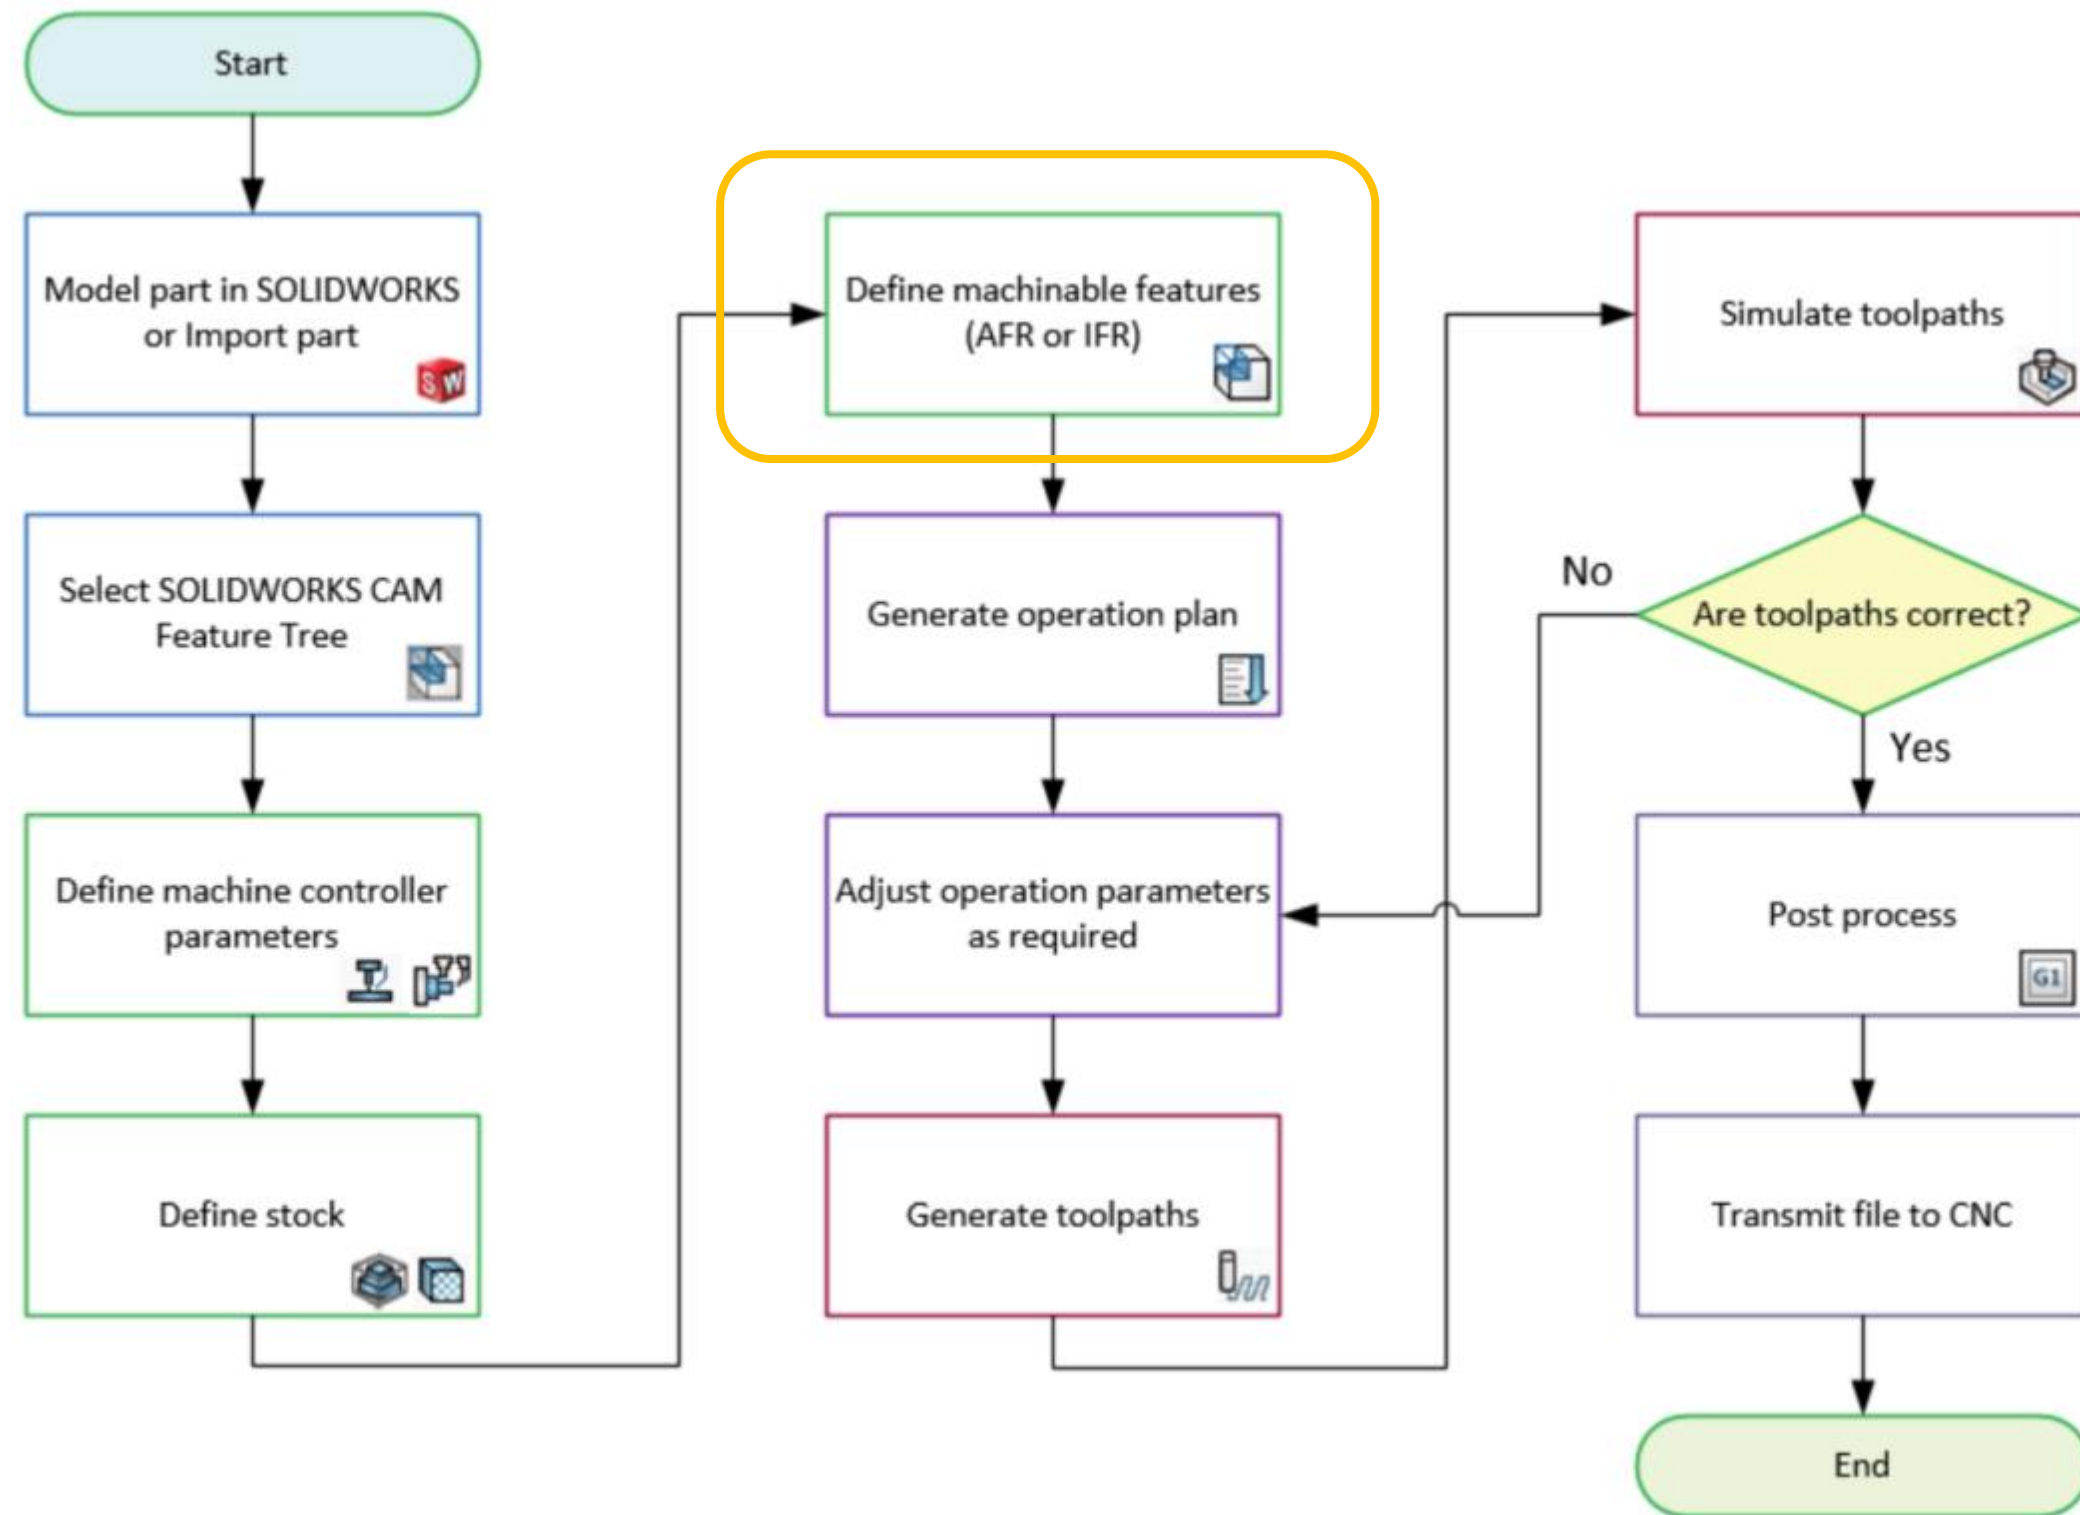 Start
Model part in SOLIDWORKS
or Import part
SW
Select SOLIDWORKS CAM
Feature Tree
Define machine controller
parameters
Define stock
Define machinable features
(AFR or IFR)
Generate operation plan
Adjust operation parameters
as required
Generate toolpaths
Simulate toolpaths
No
Are toolpaths correct?
Yes
Post process
G1
Transmit file to CNC
End